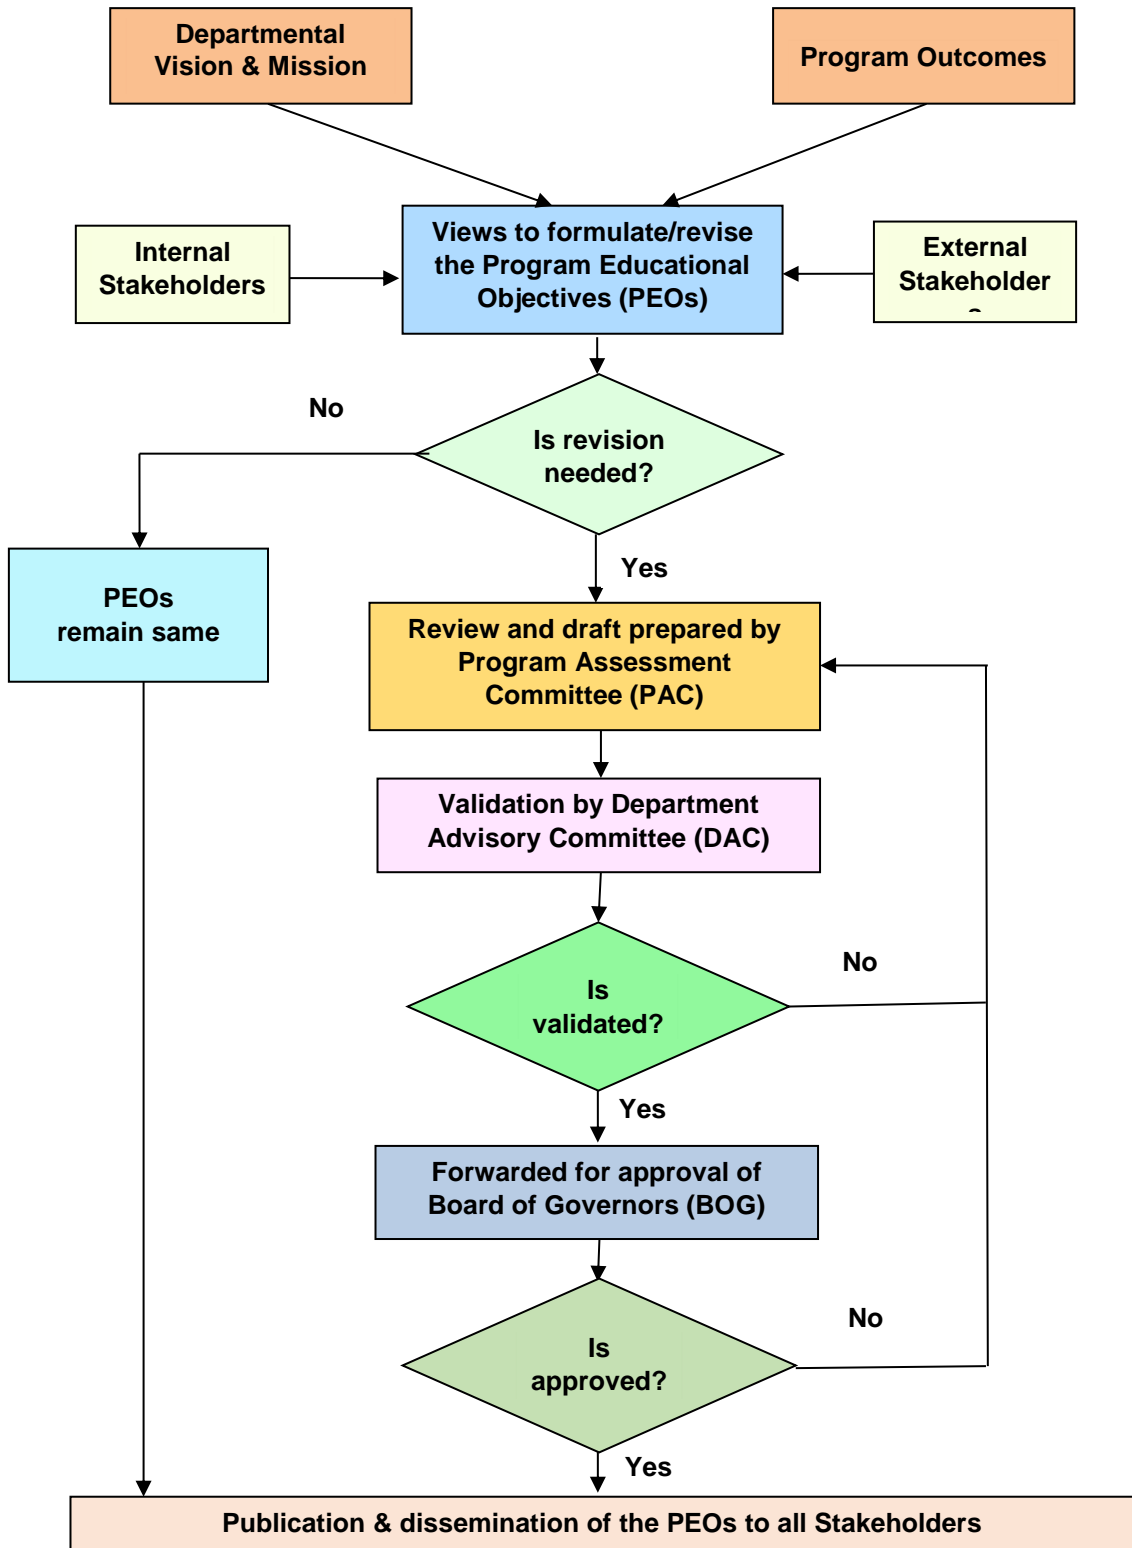 Departmental
Vision & Mission
Program Outcomes
Internal
Stakeholders
Views to formulate/revise
the Program Educational
Objectives (PEOs)
External
Stakeholder
s
Is revision
needed?
No
Yes
PEOs
remain same
Review and draft prepared by
Program Assessment
Committee (PAC)
Validation by Department
Advisory Committee (DAC)
Is
validated?
No
Yes
Forwarded for approval of
Board of Governors (BOG)
Is
approved?
No
Yes
Publication & dissemination of the PEOs to all Stakeholders